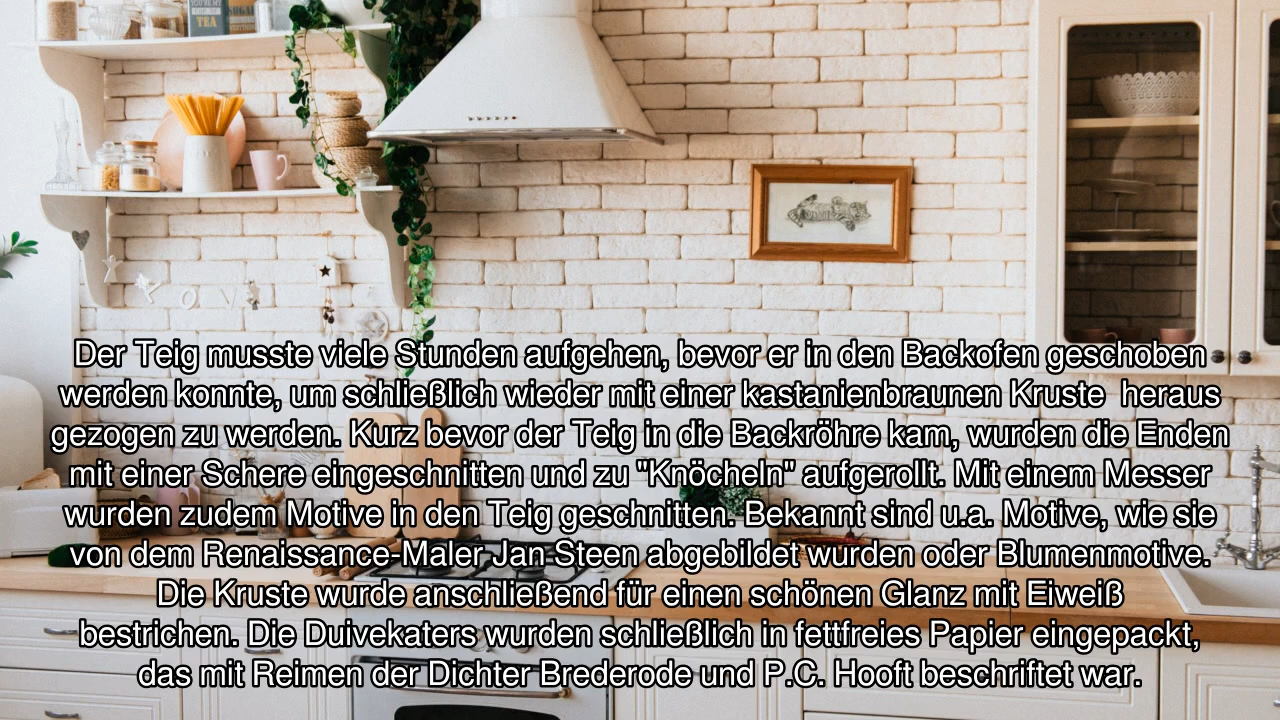 TEA
SUGAR
Der Teig musste viele Stunden aufgehen, bevor er in den Backofen geschoben
werden konnte, um schließlich wieder mit einer kastanienbraunen Kruste  heraus
gezogen zu werden. Kurz bevor der Teig in die Backröhre kam, wurden die Enden
mit einer Schere eingeschnitten und zu "Knöcheln" aufgerollt. Mit einem Messer
wurden zudem Motive in den Teig geschnitten. Bekannt sind u.a. Motive, wie sie
von dem Renaissance-Maler Jan Steen abgebildet wurden oder Blumenmotive.
Die Kruste wurde anschließend für einen schönen Glanz mit Eiweiß
bestrichen. Die Duivekaters wurden schließlich in fettfreies Papier eingepackt,
das mit Reimen der Dichter Brederode und P.C. Hooft beschriftet war.